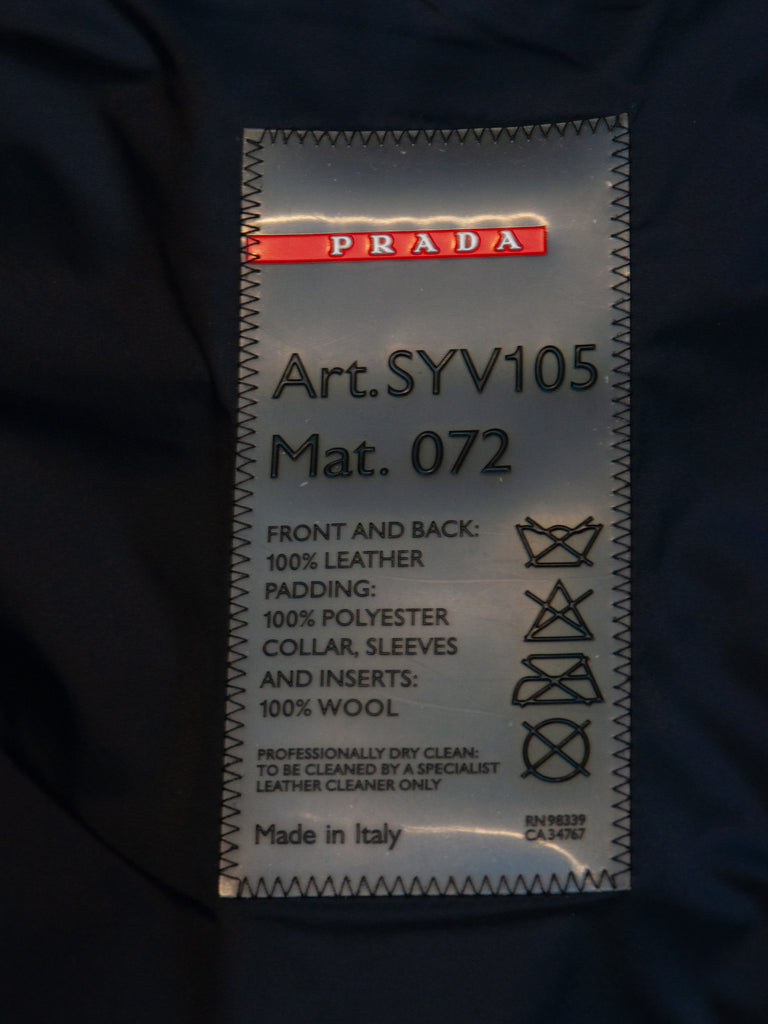 PRADA
Art. SYV105
Mat. 072
FRONT AND BACK:
100% LEATHER
PADDING:
100% POLYESTER
COLLAR, SLEEVES
AND INSERTS:
100% WOOL
PROFESSIONALLY DRY CLEAN:
TO BE CLEANED BY A SPECIALIST
LEATHER CLEANER ONLY
Made in Italy
RN 98339
CA 34767